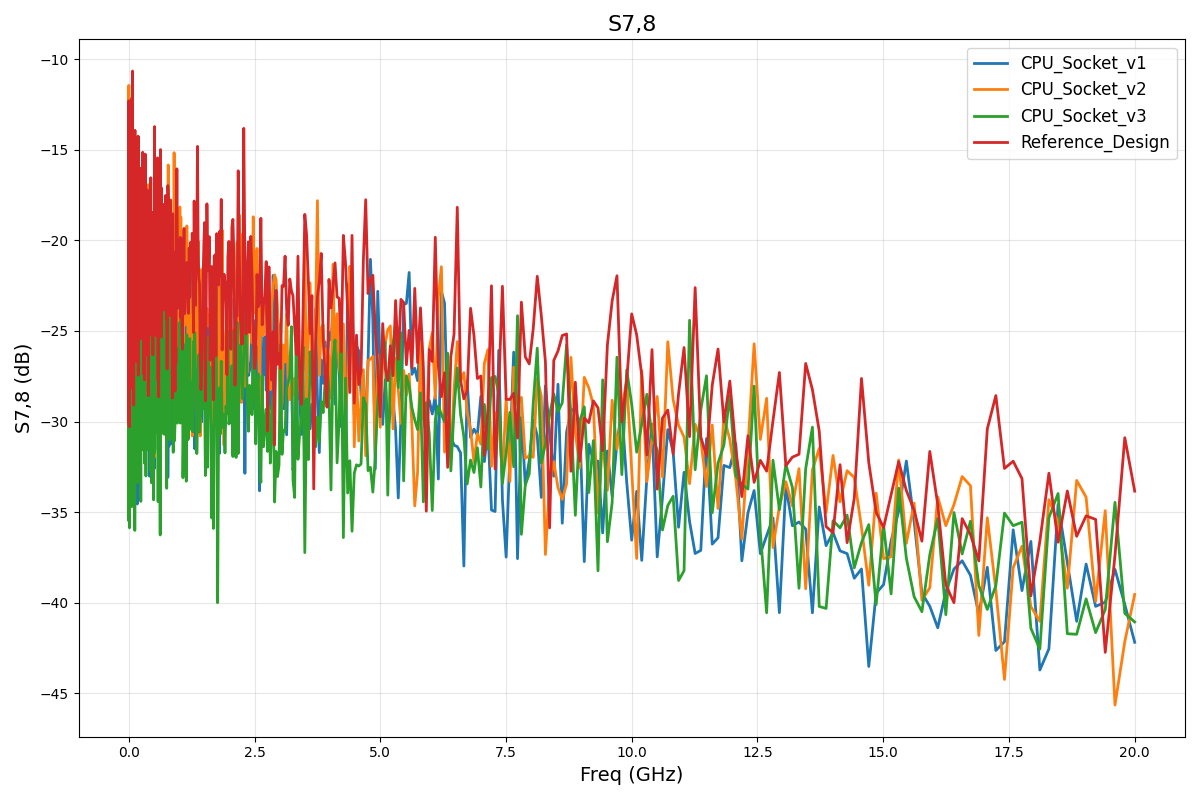 S7,8
CPU_Socket_v1
CPU_Socket_v2
CPU_Socket_v3
Reference_Design
S7,8 (dB)
−10
−15
−20
−25
−30
−35
−40
−45
0.0 2.5 5.0 7.5 10.0 12.5 15.0 17.5 20.0
Freq (GHz)